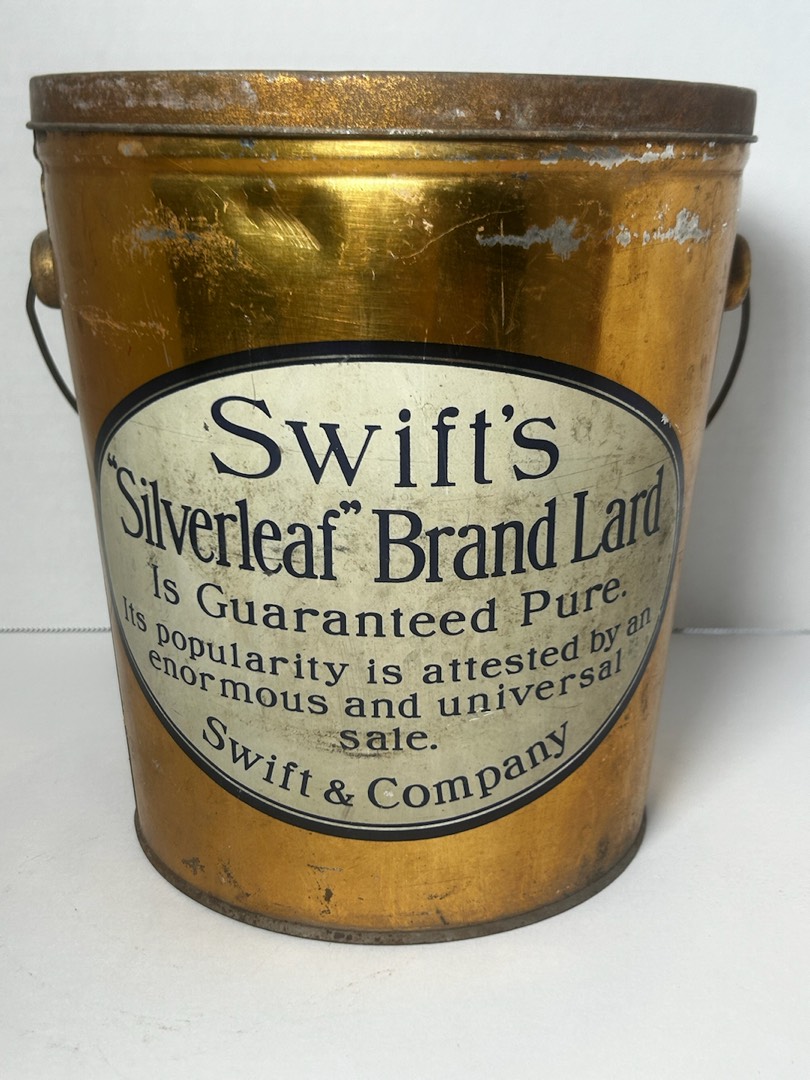 Swift's
"Silverleaf" Brand Lard
Is Guaranteed Pure.
Its popularity is attested by an
enormous and universal
sale.
Swift & Company